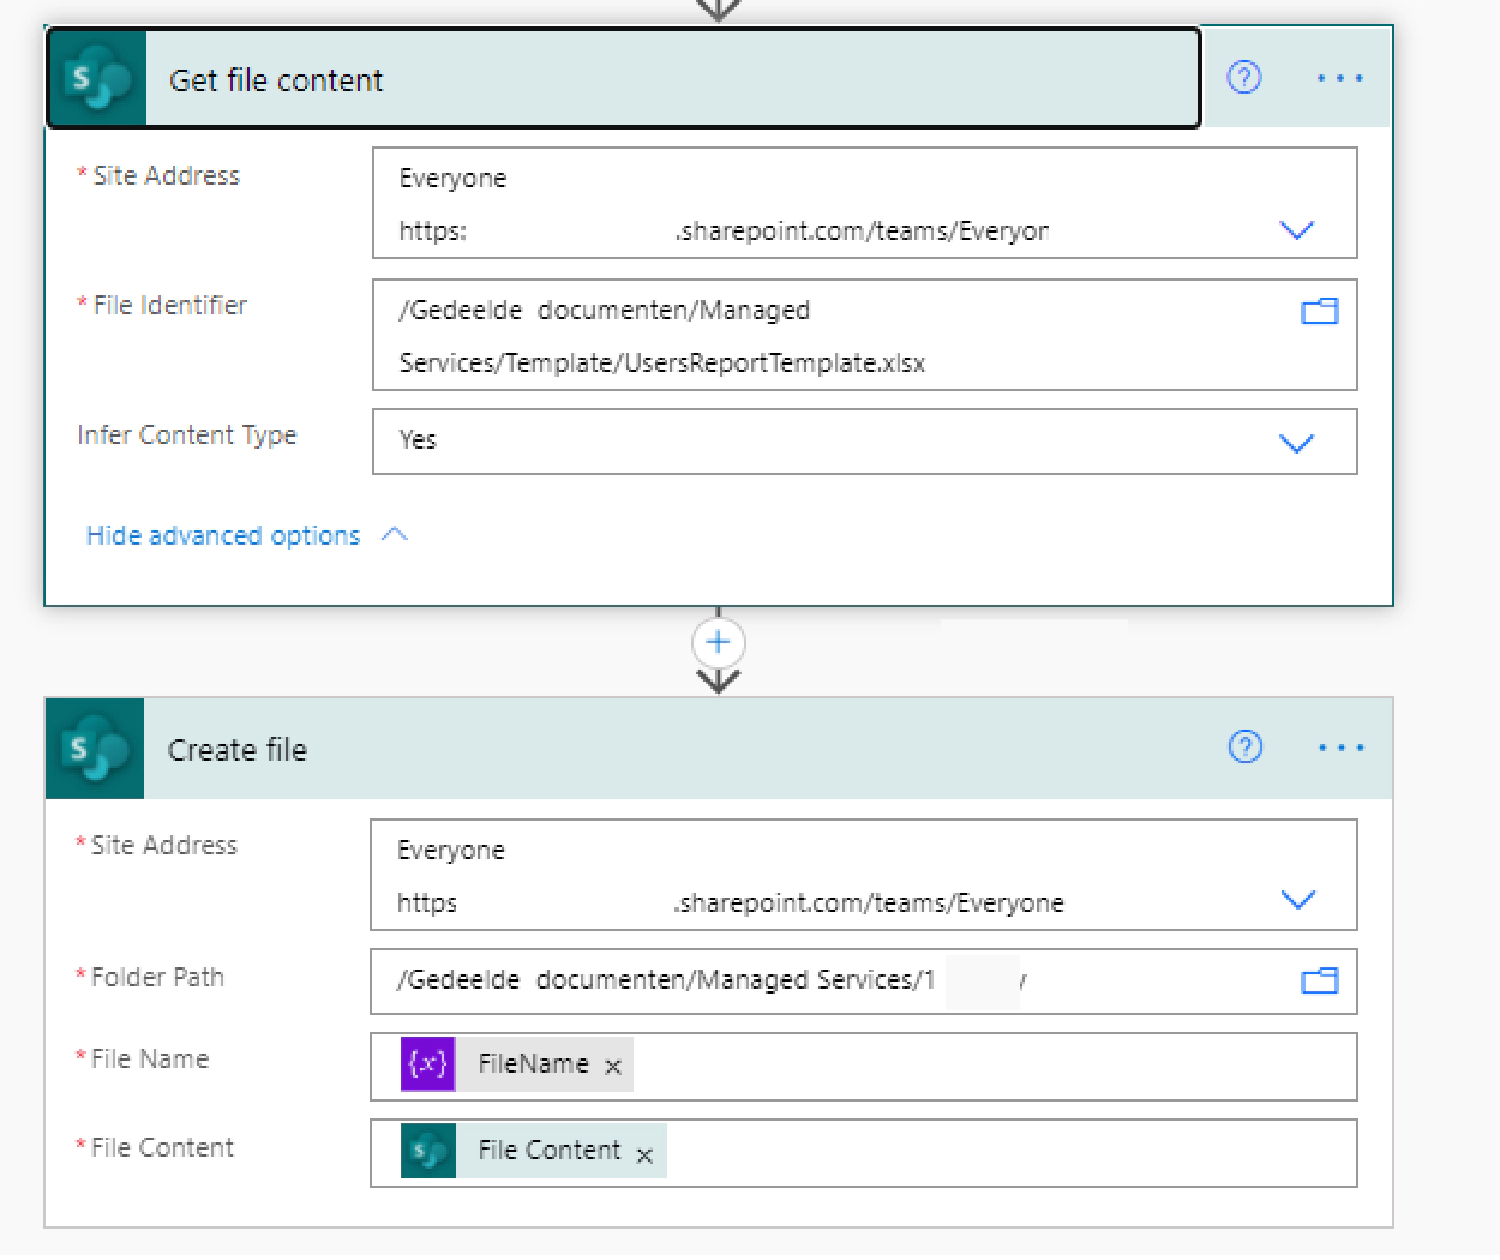 Get file content
* Site Address
Everyone
https: .sharepoint.com/teams/Everyon
* File Identifier
/Gedeelde documenten/Managed
Services/Template/UsersReportTemplate.xlsx
Infer Content Type
Yes
Hide advanced options
Create file
* Site Address
Everyone
https .sharepoint.com/teams/Everyone
* Folder Path
/Gedeelde documenten/Managed Services/1
* File Name
{x} FileName ×
* File Content
S File Content ×